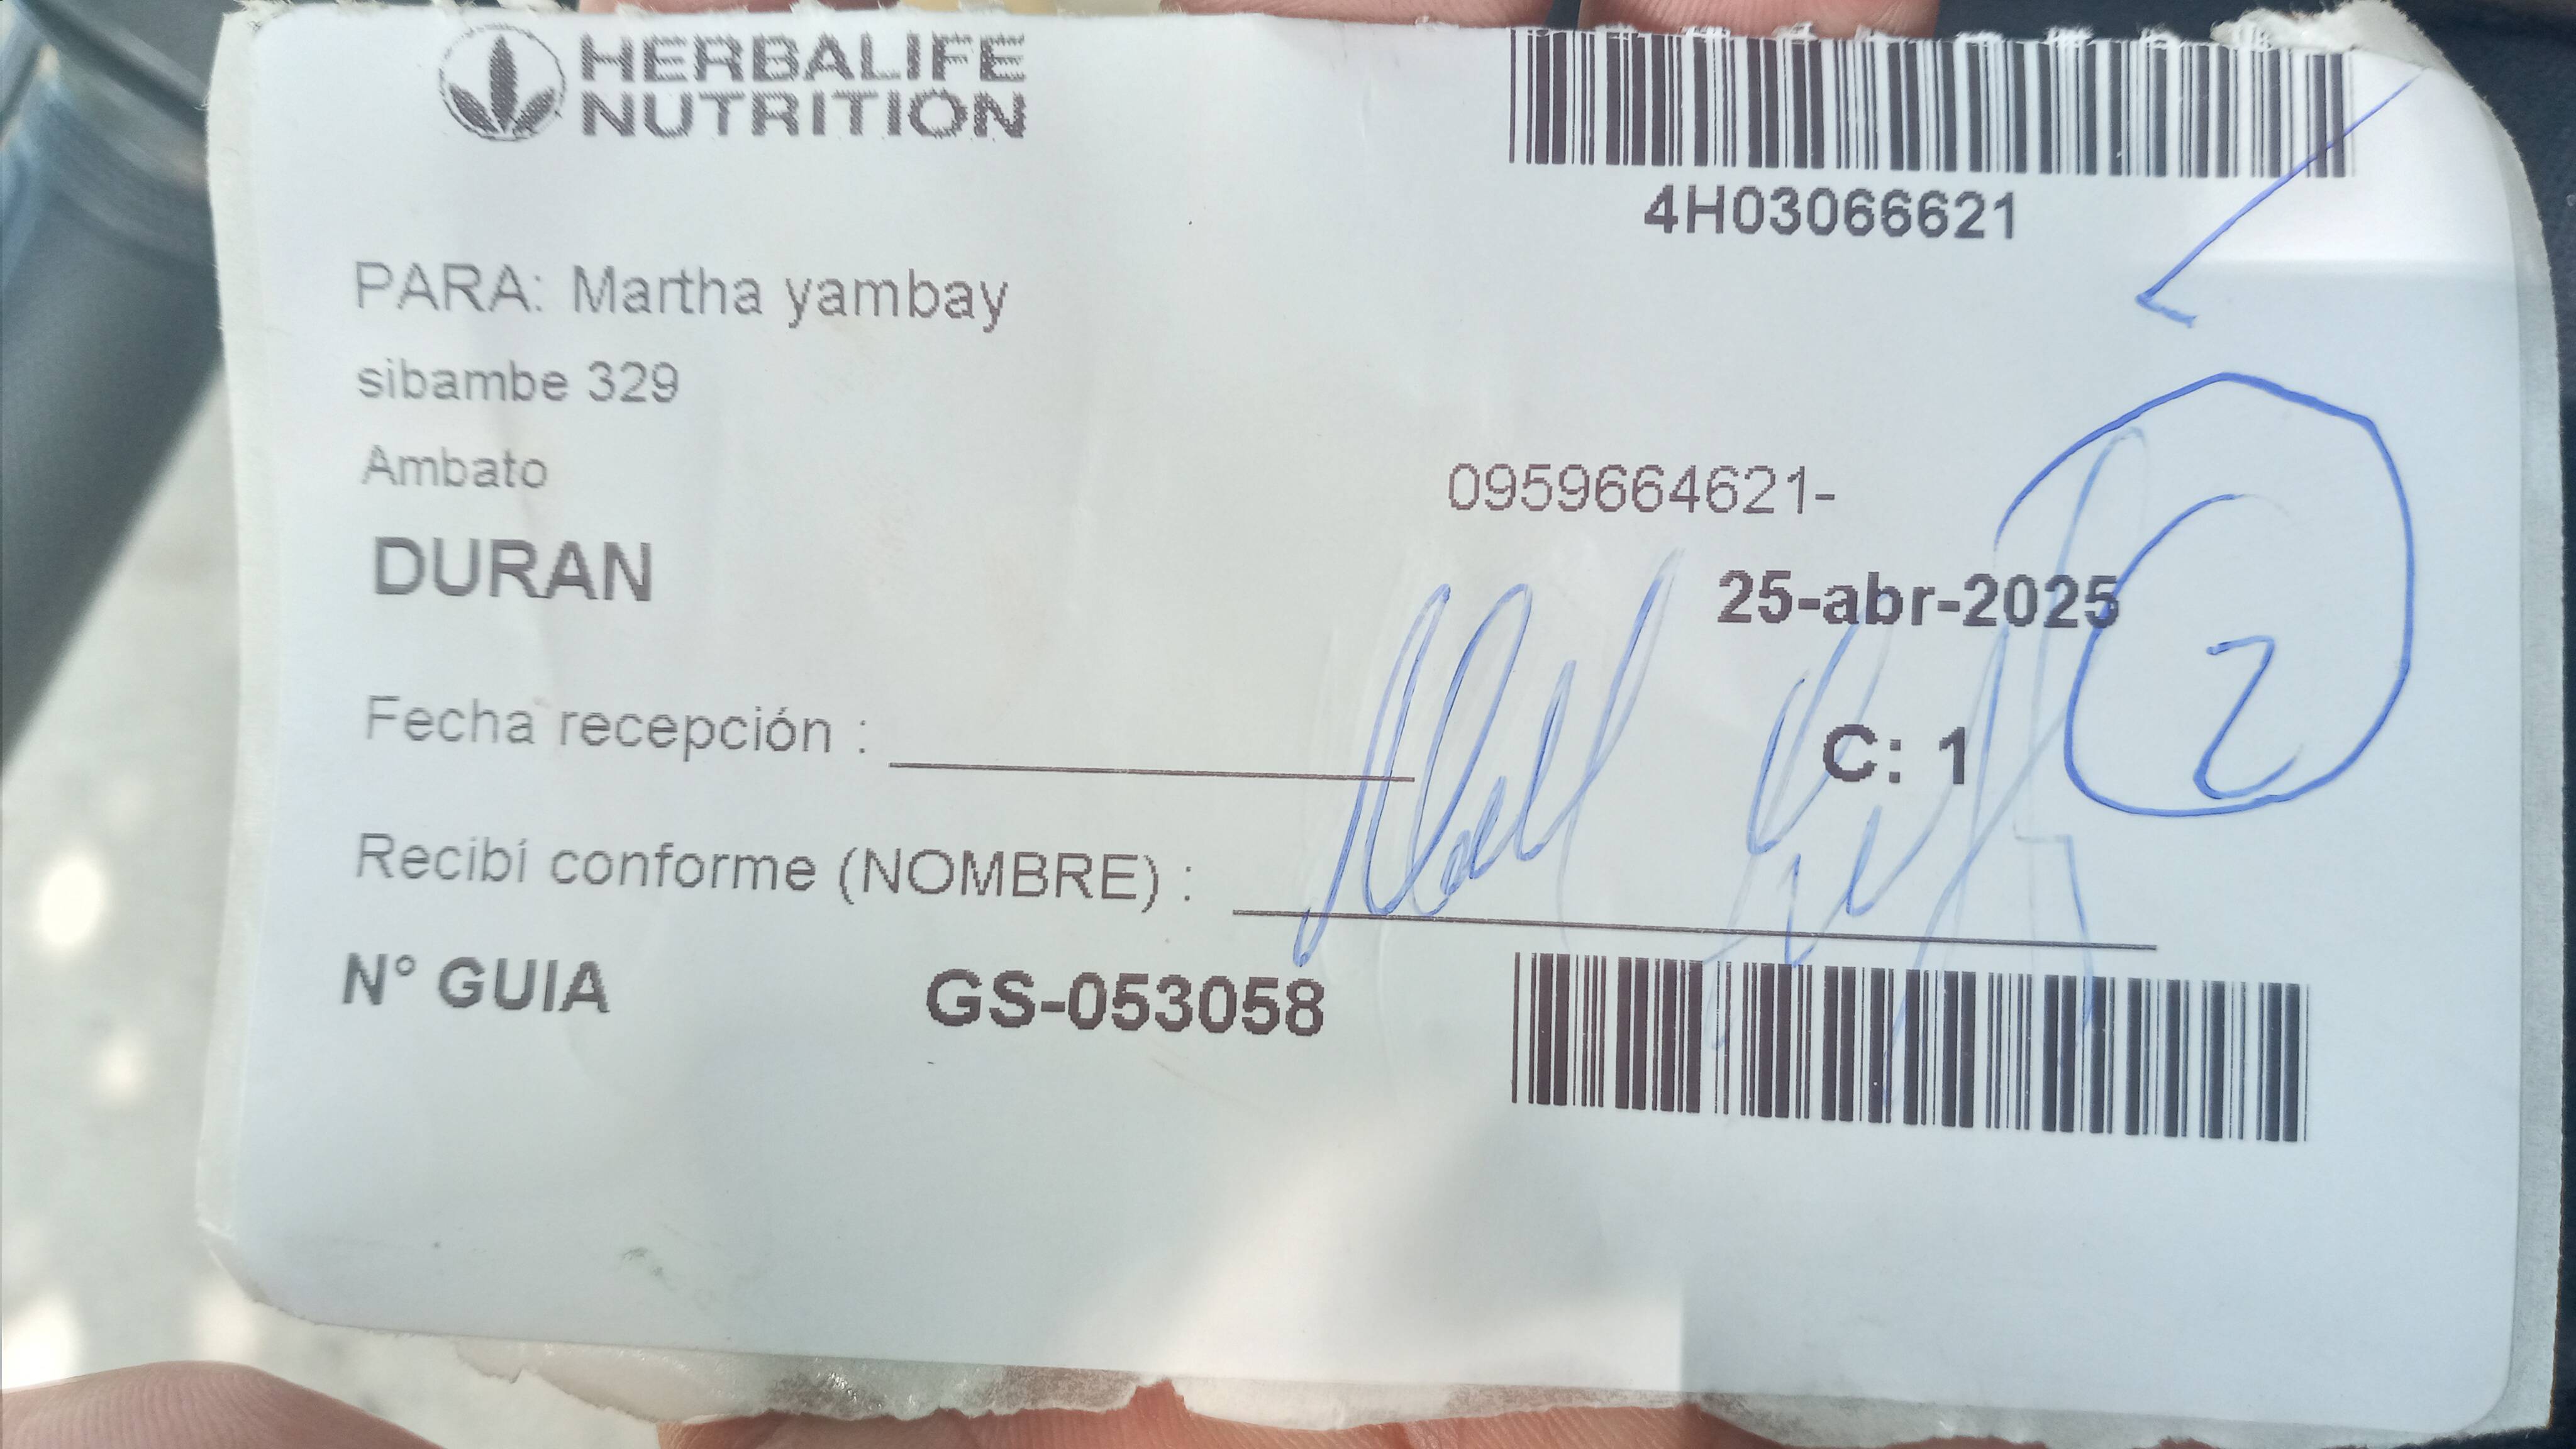 HERBALIFE
NUTRITION
4H03066621
PARA: Martha yambay
sibambe 329
Ambato
0959664621-
DURAN
25-abr-2025
2
Fecha recepción :
C: 1
Recibí conforme (NOMBRE) :
N° GUIA GS-053058